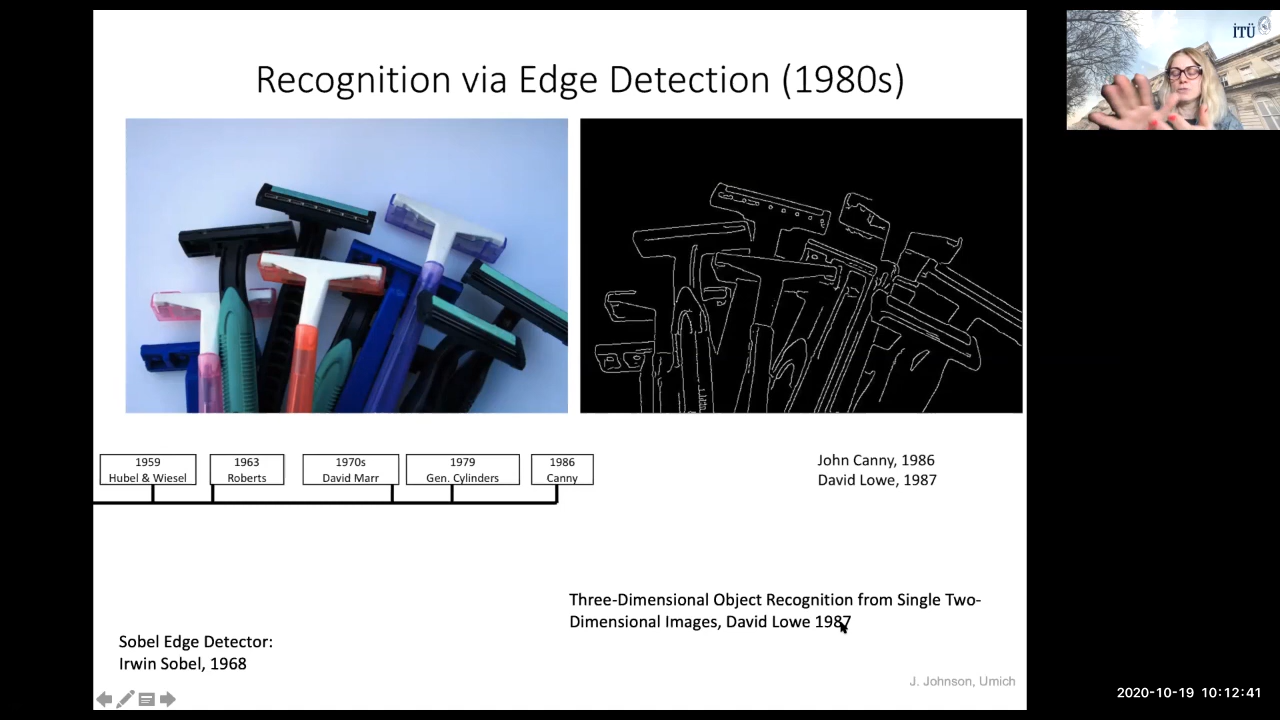 İTÜ
Recognition via Edge Detection (1980s)
1959
Hubel & Wiesel
1963
Roberts
1970s
David Marr
1979
Gen. Cylinders
1986
Canny
John Canny, 1986
David Lowe, 1987
Three-Dimensional Object Recognition from Single Two-
Dimensional Images, David Lowe 1987
Sobel Edge Detector:
Irwin Sobel, 1968
J. Johnson, Umich
2020-10-19 10:12:41